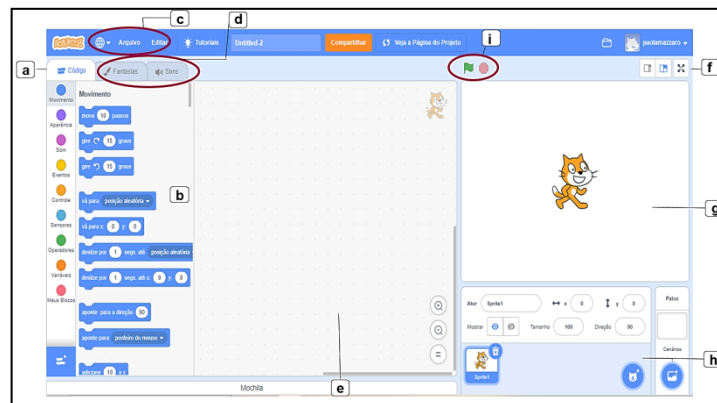 c
d
i
SCRATCH
Arquivo Editar Tutoriais Untitled-2 Compartilhar Veja a Página do Projeto paolamazzaro
a
Código Fantasias Sons
f
Movimento
Aparência
Som
Eventos
Controle
Sensores
Operadores
Variáveis
Meus Blocos
Movimento
mova 10 passos
gire 15 graus
gire 15 graus
b
vá para posição aleatória
vá para x: 0 y: 0
deslize por 1 segs. até posição aleatória
deslize por 1 segs. até x: 0 y: 0
aponte para a direção 90
aponte para ponteiro do mouse
adicione 10 a x
g
Ator Sprite1 x 0 y 0
Mostrar Tamanho 100 Direção 90
Sprite1
Palco
Cenários
h
e
Mochila